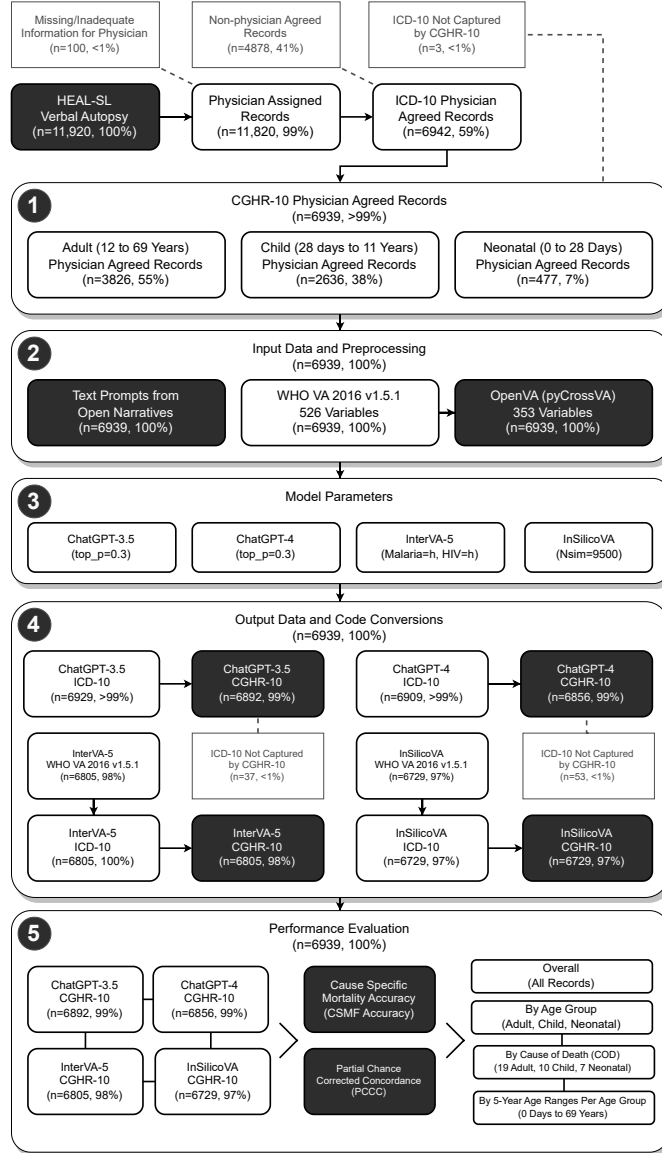 Missing/Inadequate
Information for Physician
(n=100, <1%)
Non-physician Agreed
Records
(n=4878, 41%)
ICD-10 Not Captured
by CGHR-10
(n=3, <1%)
HEAL-SL
Verbal Autopsy
(n=11,920, 100%)
Physician Assigned
Records
(n=11,820, 99%)
ICD-10 Physician
Agreed Records
(n=6942, 59%)
1
CGHR-10 Physician Agreed Records
(n=6939, >99%)
Adult (12 to 69 Years)
Physician Agreed Records
(n=3826, 55%)
Child (28 days to 11 Years)
Physician Agreed Records
(n=2636, 38%)
Neonatal (0 to 28 Days)
Physician Agreed Records
(n=477, 7%)
2
Input Data and Preprocessing
(n=6939, 100%)
Text Prompts from
Open Narratives
(n=6939, 100%)
WHO VA 2016 v1.5.1
526 Variables
(n=6939, 100%)
OpenVA (pyCrossVA)
353 Variables
(n=6939, 100%)
3
Model Parameters
ChatGPT-3.5
(top_p=0.3)
ChatGPT-4
(top_p=0.3)
InterVA-5
(Malaria=h, HIV=h)
InSilicoVA
(Nsim=9500)
4
Output Data and Code Conversions
(n=6939, 100%)
ChatGPT-3.5
ICD-10
(n=6929, >99%)
ChatGPT-3.5
CGHR-10
(n=6892, 99%)
ChatGPT-4
ICD-10
(n=6909, >99%)
ChatGPT-4
CGHR-10
(n=6856, 99%)
InterVA-5
WHO VA 2016 v1.5.1
(n=6805, 98%)
ICD-10 Not Captured
by CGHR-10
(n=37, <1%)
InSilicoVA
WHO VA 2016 v1.5.1
(n=6729, 97%)
ICD-10 Not Captured
by CGHR-10
(n=53, <1%)
InterVA-5
ICD-10
(n=6805, 100%)
InterVA-5
CGHR-10
(n=6805, 98%)
InSilicoVA
ICD-10
(n=6729, 97%)
InSilicoVA
CGHR-10
(n=6729, 97%)
5
Performance Evaluation
(n=6939, 100%)
ChatGPT-3.5
CGHR-10
(n=6892, 99%)
ChatGPT-4
CGHR-10
(n=6856, 99%)
InterVA-5
CGHR-10
(n=6805, 98%)
InSilicoVA
CGHR-10
(n=6729, 97%)
Cause Specific
Mortality Accuracy
(CSMF Accuracy)
Partial Chance
Corrected Concordance
(PCCC)
Overall
(All Records)
By Age Group
(Adult, Child, Neonatal)
By Cause of Death (COD)
(19 Adult, 10 Child, 7 Neonatal)
By 5-Year Age Ranges Per Age Group
(0 Days to 69 Years)